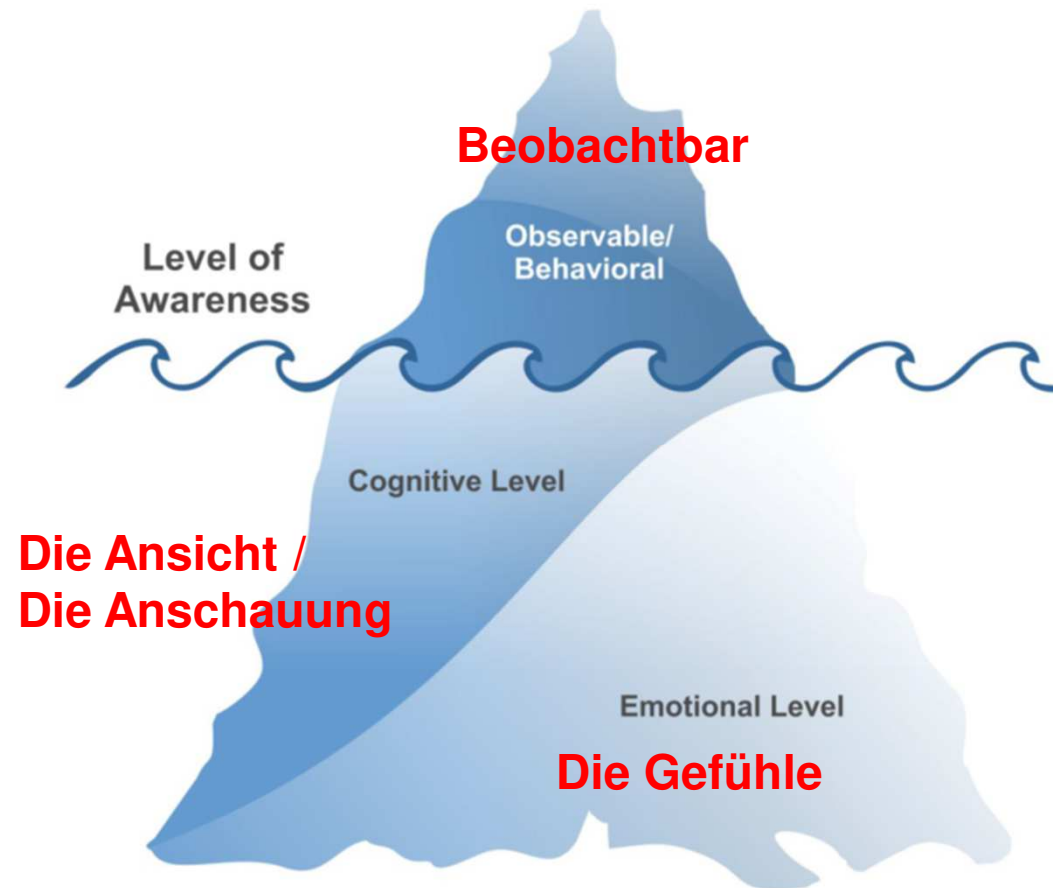 Beobachtbar
Observable/
Behavioral
Level of
Awareness
Cognitive Level
Die Ansicht /
Die Anschauung
Emotional Level
Die Gefühle